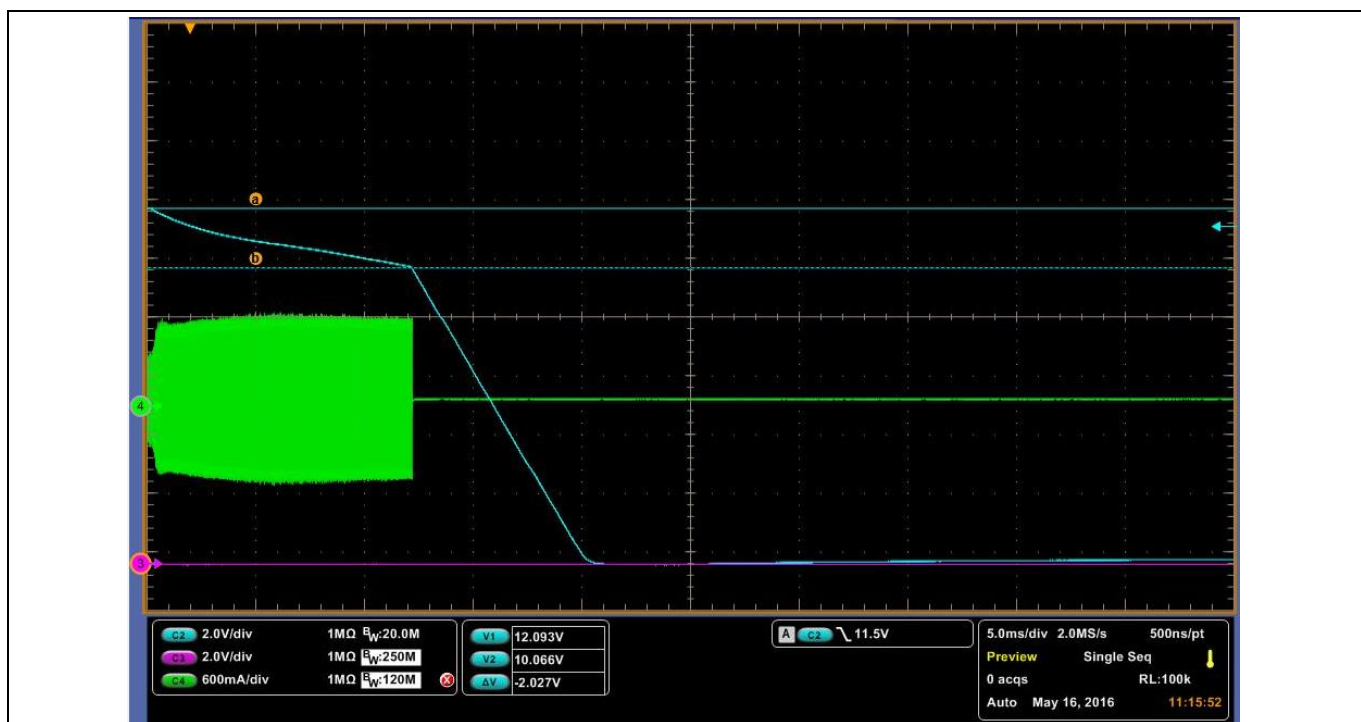 a
b
4
3
C2 2.0V/div 1MΩ BW:20.0M
C3 2.0V/div 1MΩ BW:250M
C4 600mA/div 1MΩ BW:120M
V1 12.093V
V2 10.066V
ΔV -2.027V
A C2 11.5V
5.0ms/div 2.0MS/s 500ns/pt
Preview Single Seq
0 acqs RL:100k
Auto May 16, 2016 11:15:52